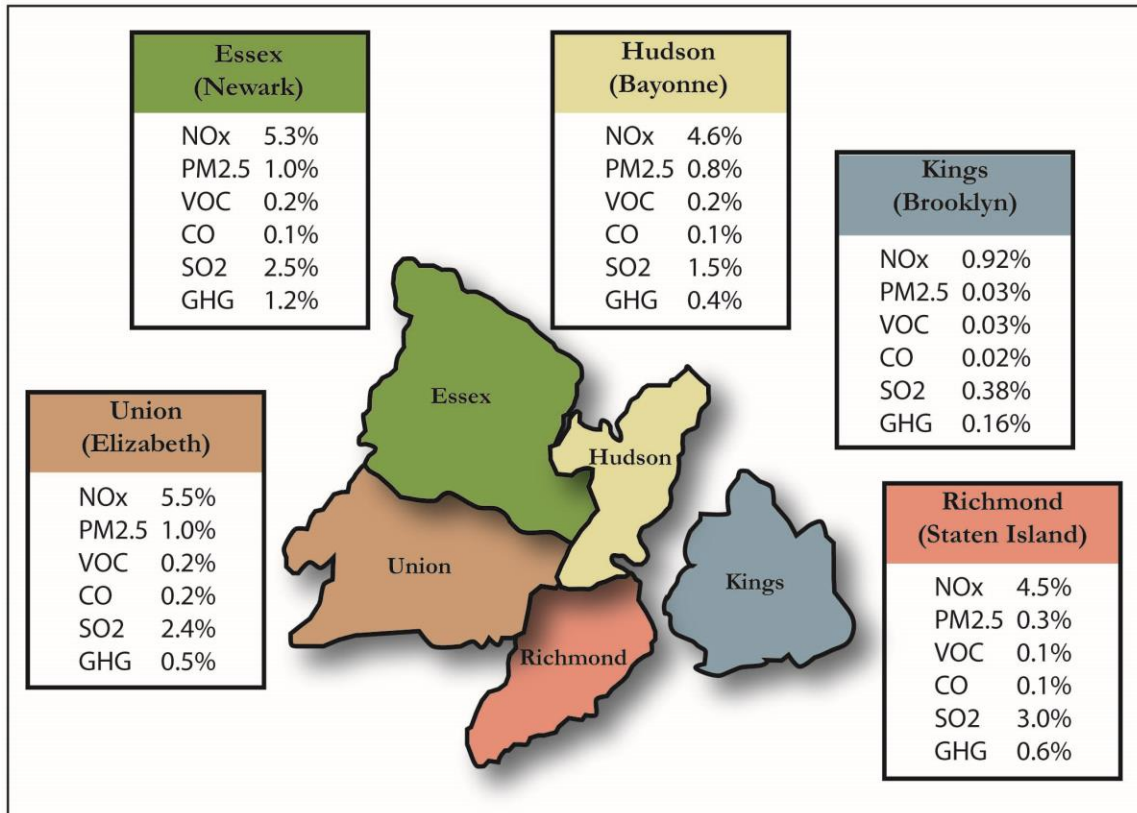 Essex
(Newark)
NOx 5.3%
PM2.5 1.0%
VOC 0.2%
CO 0.1%
SO2 2.5%
GHG 1.2%
Hudson
(Bayonne)
NOx 4.6%
PM2.5 0.8%
VOC 0.2%
CO 0.1%
SO2 1.5%
GHG 0.4%
Kings
(Brooklyn)
NOx 0.92%
PM2.5 0.03%
VOC 0.03%
CO 0.02%
SO2 0.38%
GHG 0.16%
Union
(Elizabeth)
NOx 5.5%
PM2.5 1.0%
VOC 0.2%
CO 0.2%
SO2 2.4%
GHG 0.5%
Essex
Hudson
Union
Kings
Richmond
Richmond
(Staten Island)
NOx 4.5%
PM2.5 0.3%
VOC 0.1%
CO 0.1%
SO2 3.0%
GHG 0.6%